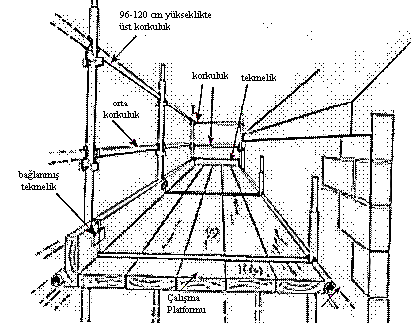 96-120 cm yükseklikte
üst korkuluk
korkuluk
tekmelik
orta
korkuluk
bağlanmış
tekmelik
Çalışma
Platformu